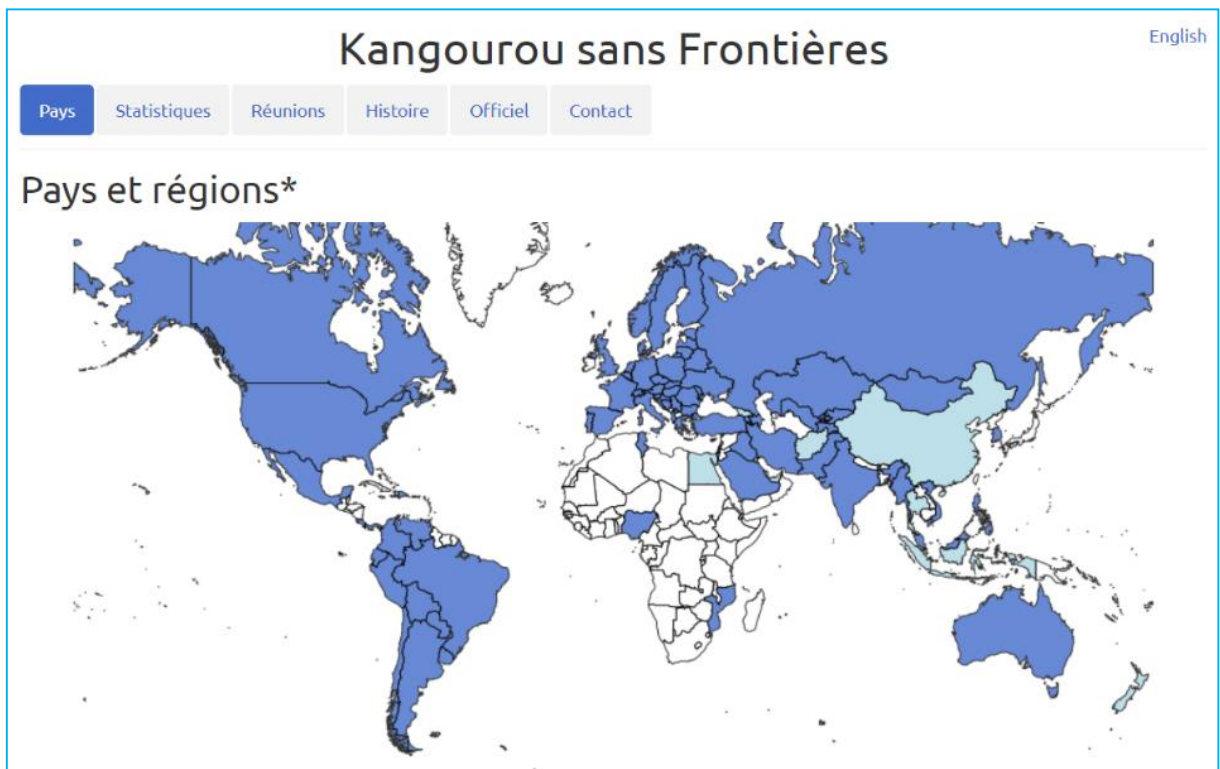 Kangourou sans Frontières
English
Pays Statistiques Réunions Histoire Officiel Contact
Pays et régions*